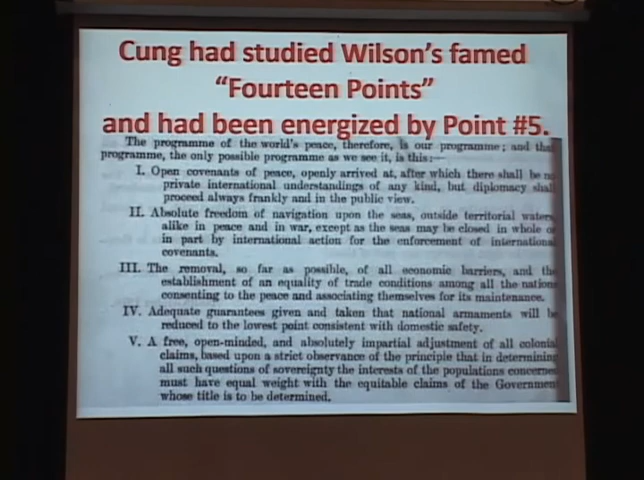 Cung had studied Wilson's famed
"Fourteen Points"
and had been energized by Point #5.
The programme of the world's peace, therefore, is our programme; and that
programme, the only possible programme as we see it, is this:—
I. Open covenants of peace, openly arrived at, after which there shall be no
private international understandings of any kind, but diplomacy shall
proceed always frankly and in the public view.
II. Absolute freedom of navigation upon the seas, outside territorial waters,
alike in peace and in war, except as the seas may be closed in whole or
in part by international action for the enforcement of international
covenants.
III. The removal, so far as possible, of all economic barriers, and the
establishment of an equality of trade conditions among all the nations
consenting to the peace and associating themselves for its maintenance.
IV. Adequate guarantees given and taken that national armaments will be
reduced to the lowest point consistent with domestic safety.
V. A free, open-minded, and absolutely impartial adjustment of all colonial
claims, based upon a strict observance of the principle that in determining
all such questions of sovereignty the interests of the populations concerne
must have equal weight with the equitable claims of the Governmen
whose title is to be determined.